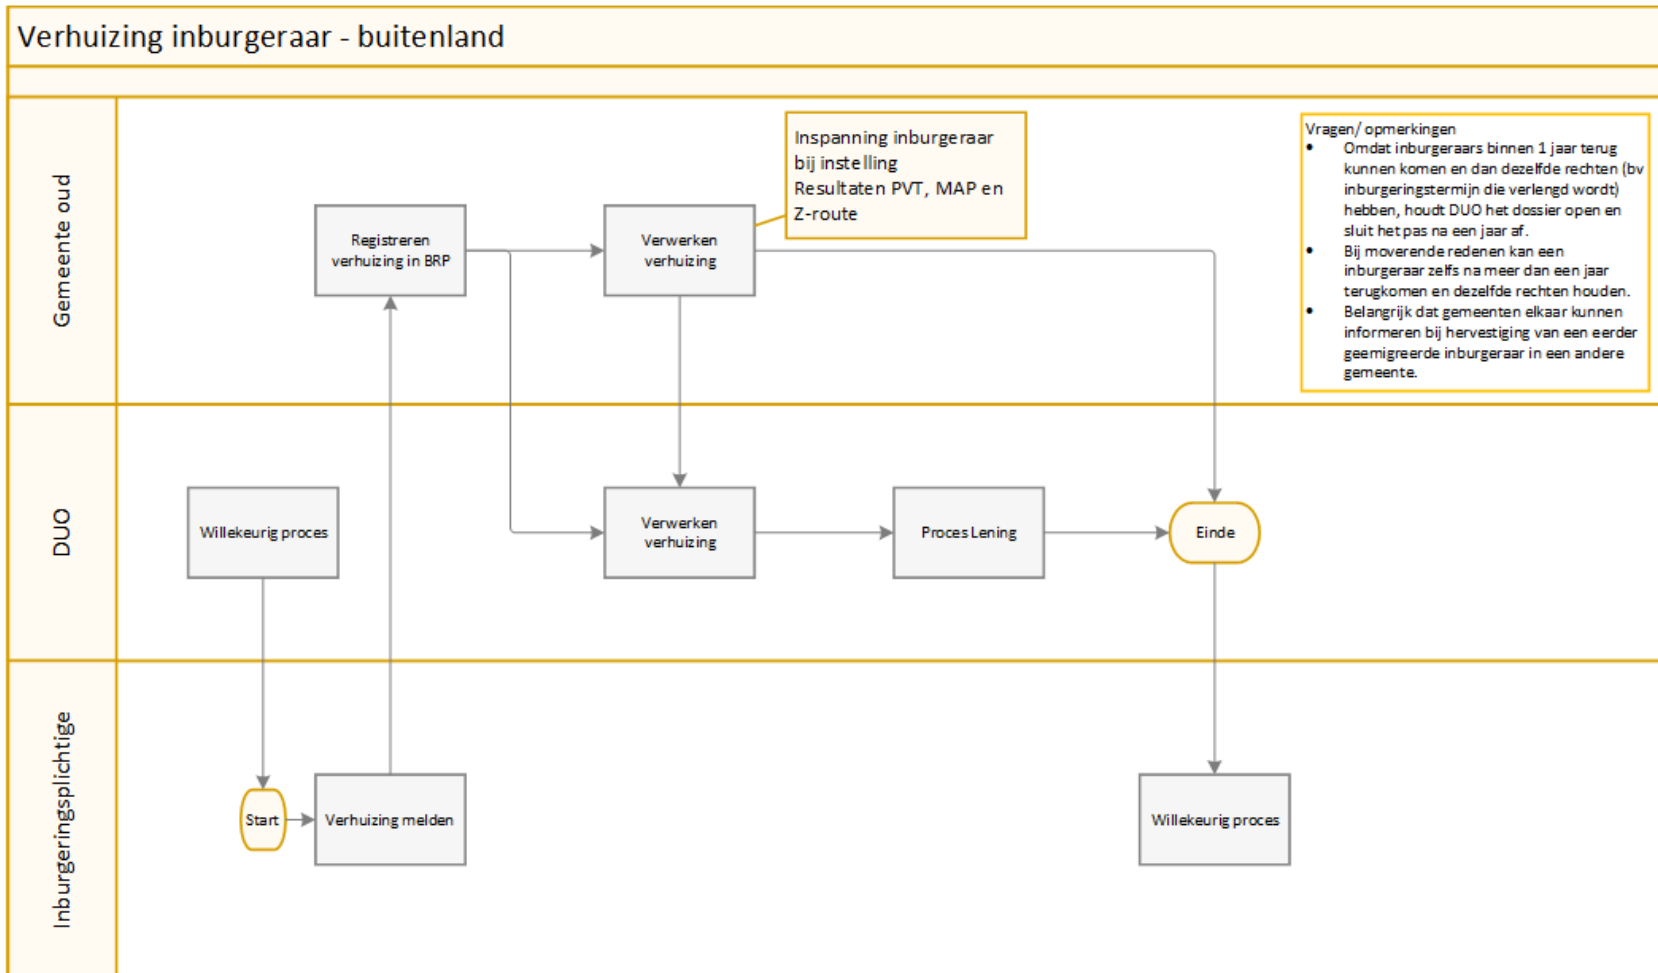 Verhuizing inburgeraar - buitenland
Gemeente oud
Registreren
verhuizing in BRP
Verwerken
verhuizing
Inspanning inburgeraar
bij instelling
Resultaten PVT, MAP en
Z-route
Vragen/ opmerkingen
• Omdat inburgeraars binnen 1 jaar terug
kunnen komen en dan dezelfde rechten (bv
inburgeringstermijn die verlengd wordt)
hebben, houdt DUO het dossier open en
sluit het pas na een jaar af.
• Bij moverende redenen kan een
inburgeraar zelfs na meer dan een jaar
terugkomen en dezelfde rechten houden.
• Belangrijk dat gemeenten elkaar kunnen
informeren bij hervestiging van een eerder
geemigreerde inburgeraar in een andere
gemeente.
DUO
Willekeurig proces
Verwerken
verhuizing
Proces Lening
Einde
Inburgeringsplichtige
Start
Verhuizing melden
Willekeurig proces